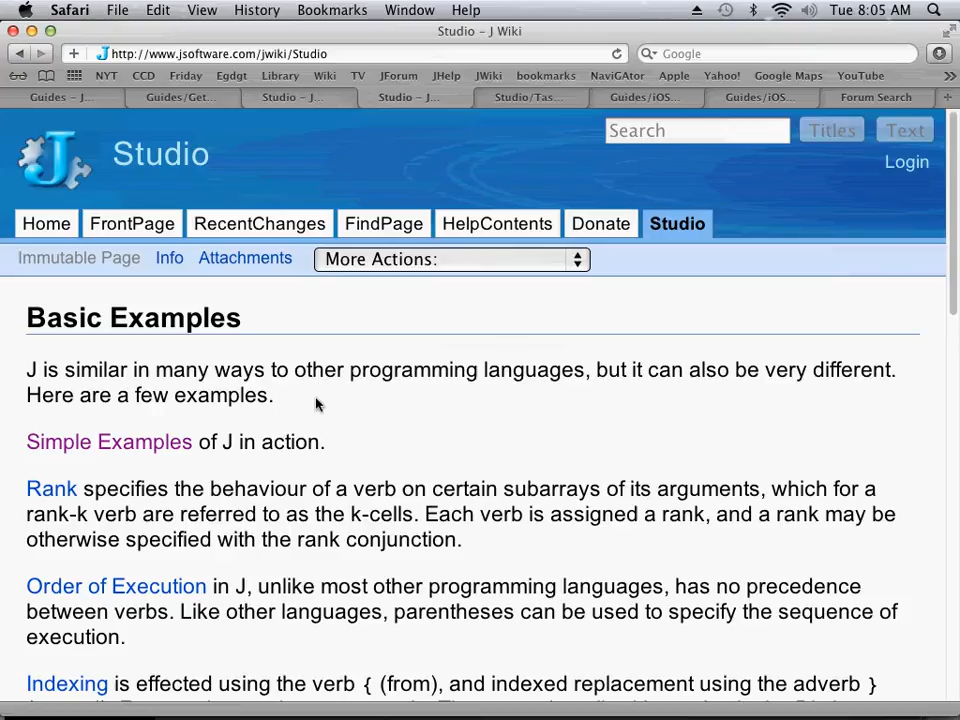 Safari File Edit View History Bookmarks Window Help Tue 8:05 AM
Studio – J Wiki
http://www.jsoftware.com/jwiki/Studio Google
NYT CCD Friday Egdgt Library Wiki TV JForum JHelp JWiki bookmarks NaviGAtor Apple Yahoo! Google Maps YouTube
Guides – J... Guides/Get... Studio – J... Studio – J... Studio/Tas... Guides/iOS... Guides/iOS... Forum Search
Search Titles Text
J Studio
Login
Home FrontPage RecentChanges FindPage HelpContents Donate Studio
Immutable Page Info Attachments More Actions:
Basic Examples
J is similar in many ways to other programming languages, but it can also be very different.
Here are a few examples.
Simple Examples of J in action.
Rank specifies the behaviour of a verb on certain subarrays of its arguments, which for a
rank-k verb are referred to as the k-cells. Each verb is assigned a rank, and a rank may be
otherwise specified with the rank conjunction.
Order of Execution in J, unlike most other programming languages, has no precedence
between verbs. Like other languages, parentheses can be used to specify the sequence of
execution.
Indexing is effected using the verb { (from), and indexed replacement using the adverb }